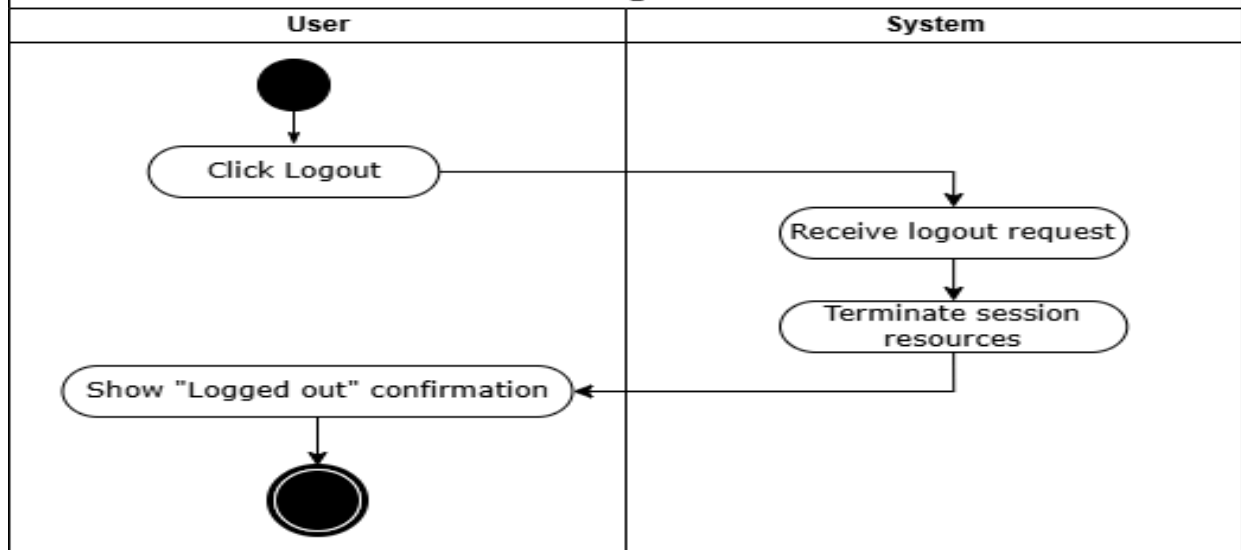 User
System
Click Logout
Receive logout request
Terminate session
resources
Show "Logged out" confirmation